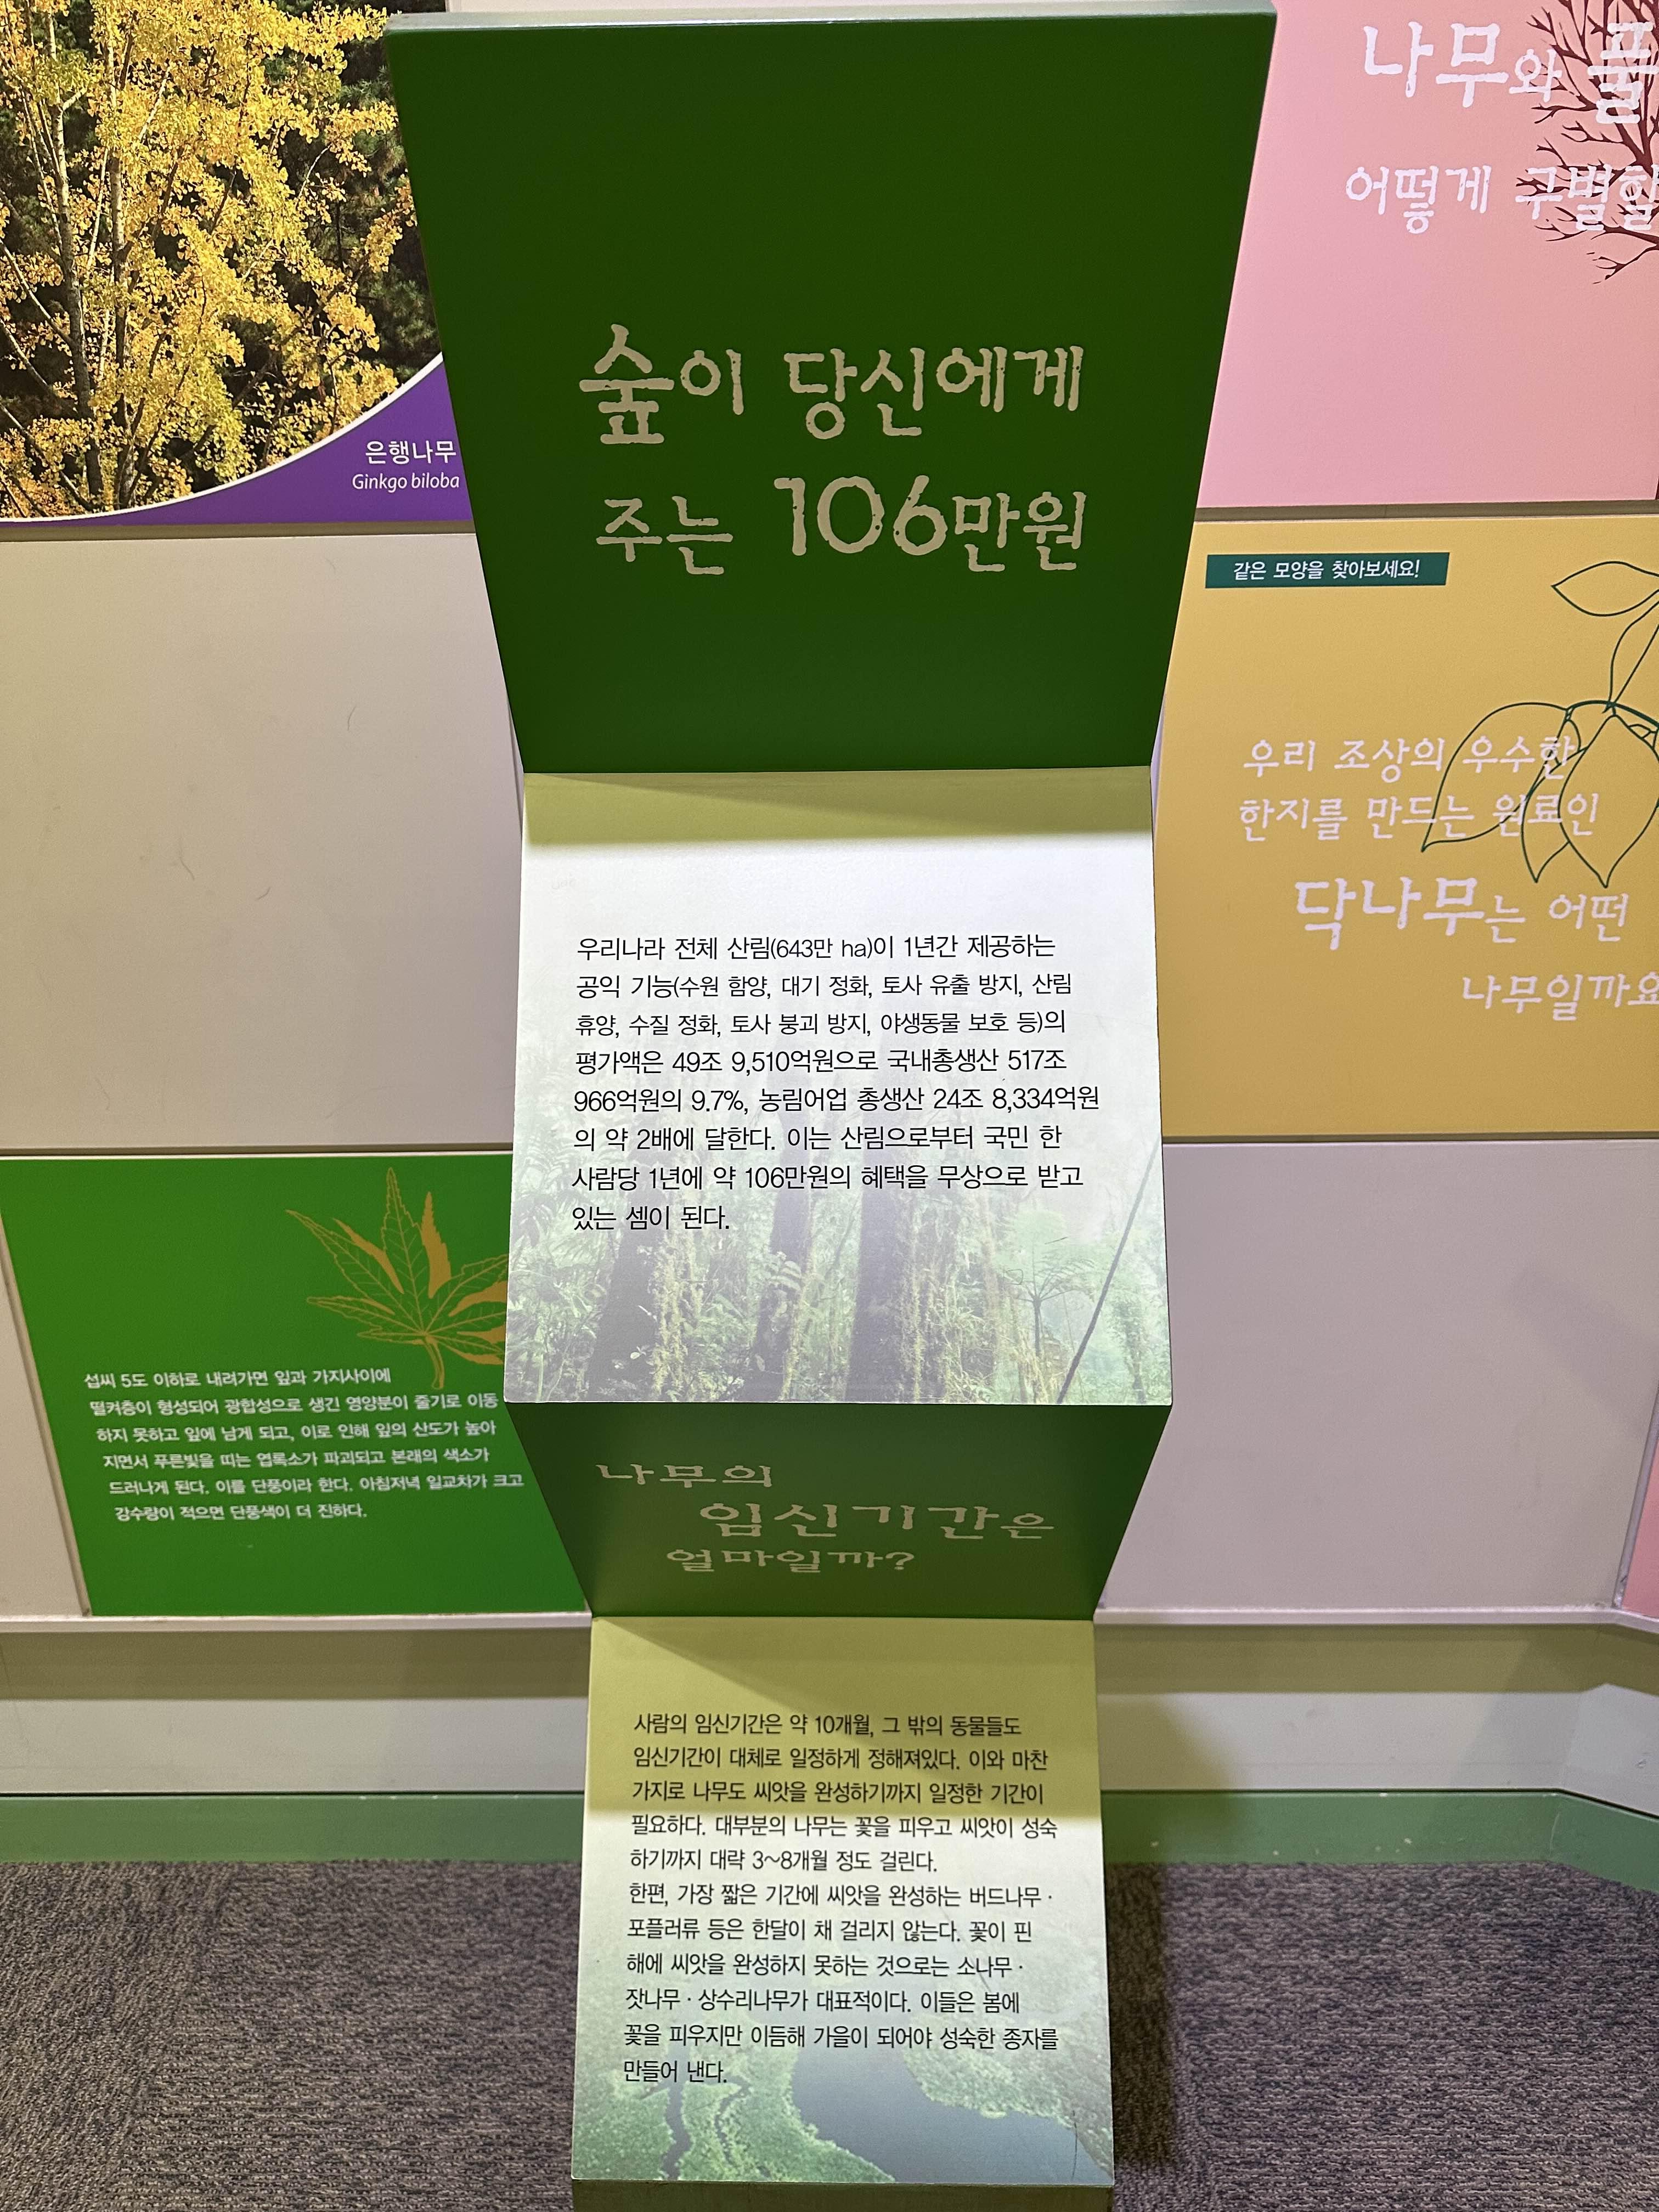 은행나무
Ginkgo biloba
나무와 풀
어떻게 구별할
숲이 당신에게
주는 106만원
같은 모양을 찾아보세요!
우리 조상의 우수한
한지를 만드는 원료인
닥나무는 어떤
나무일까요
우리나라 전체 산림(643만 ha)이 1년간 제공하는
공익 기능(수원 함양, 대기 정화, 토사 유출 방지, 산림
휴양, 수질 정화, 토사 붕괴 방지, 야생동물 보호 등)의
평가액은 49조 9,510억원으로 국내총생산 517조
966억원의 9.7%, 농림어업 총생산 24조 8,334억원
의 약 2배에 달한다. 이는 산림으로부터 국민 한
사람당 1년에 약 106만원의 혜택을 무상으로 받고
있는 셈이 된다.
섭씨 5도 이하로 내려가면 잎과 가지사이에
떨켜층이 형성되어 광합성으로 생긴 영양분이 줄기로 이동
하지 못하고 잎에 남게 되고, 이로 인해 잎의 산도가 높아
지면서 푸른빛을 띠는 엽록소가 파괴되고 본래의 색소가
드러나게 된다. 이를 단풍이라 한다. 아침저녁 일교차가 크고
강수량이 적으면 단풍색이 더 진하다.
나무의
임신기간은
얼마일까?
사람의 임신기간은 약 10개월, 그 밖의 동물들도
임신기간이 대체로 일정하게 정해져있다. 이와 마찬
가지로 나무도 씨앗을 완성하기까지 일정한 기간이
필요하다. 대부분의 나무는 꽃을 피우고 씨앗이 성숙
하기까지 대략 3~8개월 정도 걸린다.
한편, 가장 짧은 기간에 씨앗을 완성하는 버드나무·
포플러류 등은 한달이 채 걸리지 않는다. 꽃이 핀
해에 씨앗을 완성하지 못하는 것으로는 소나무·
잣나무·상수리나무가 대표적이다. 이들은 봄에
꽃을 피우지만 이듬해 가을이 되어야 성숙한 종자를
만들어 낸다.